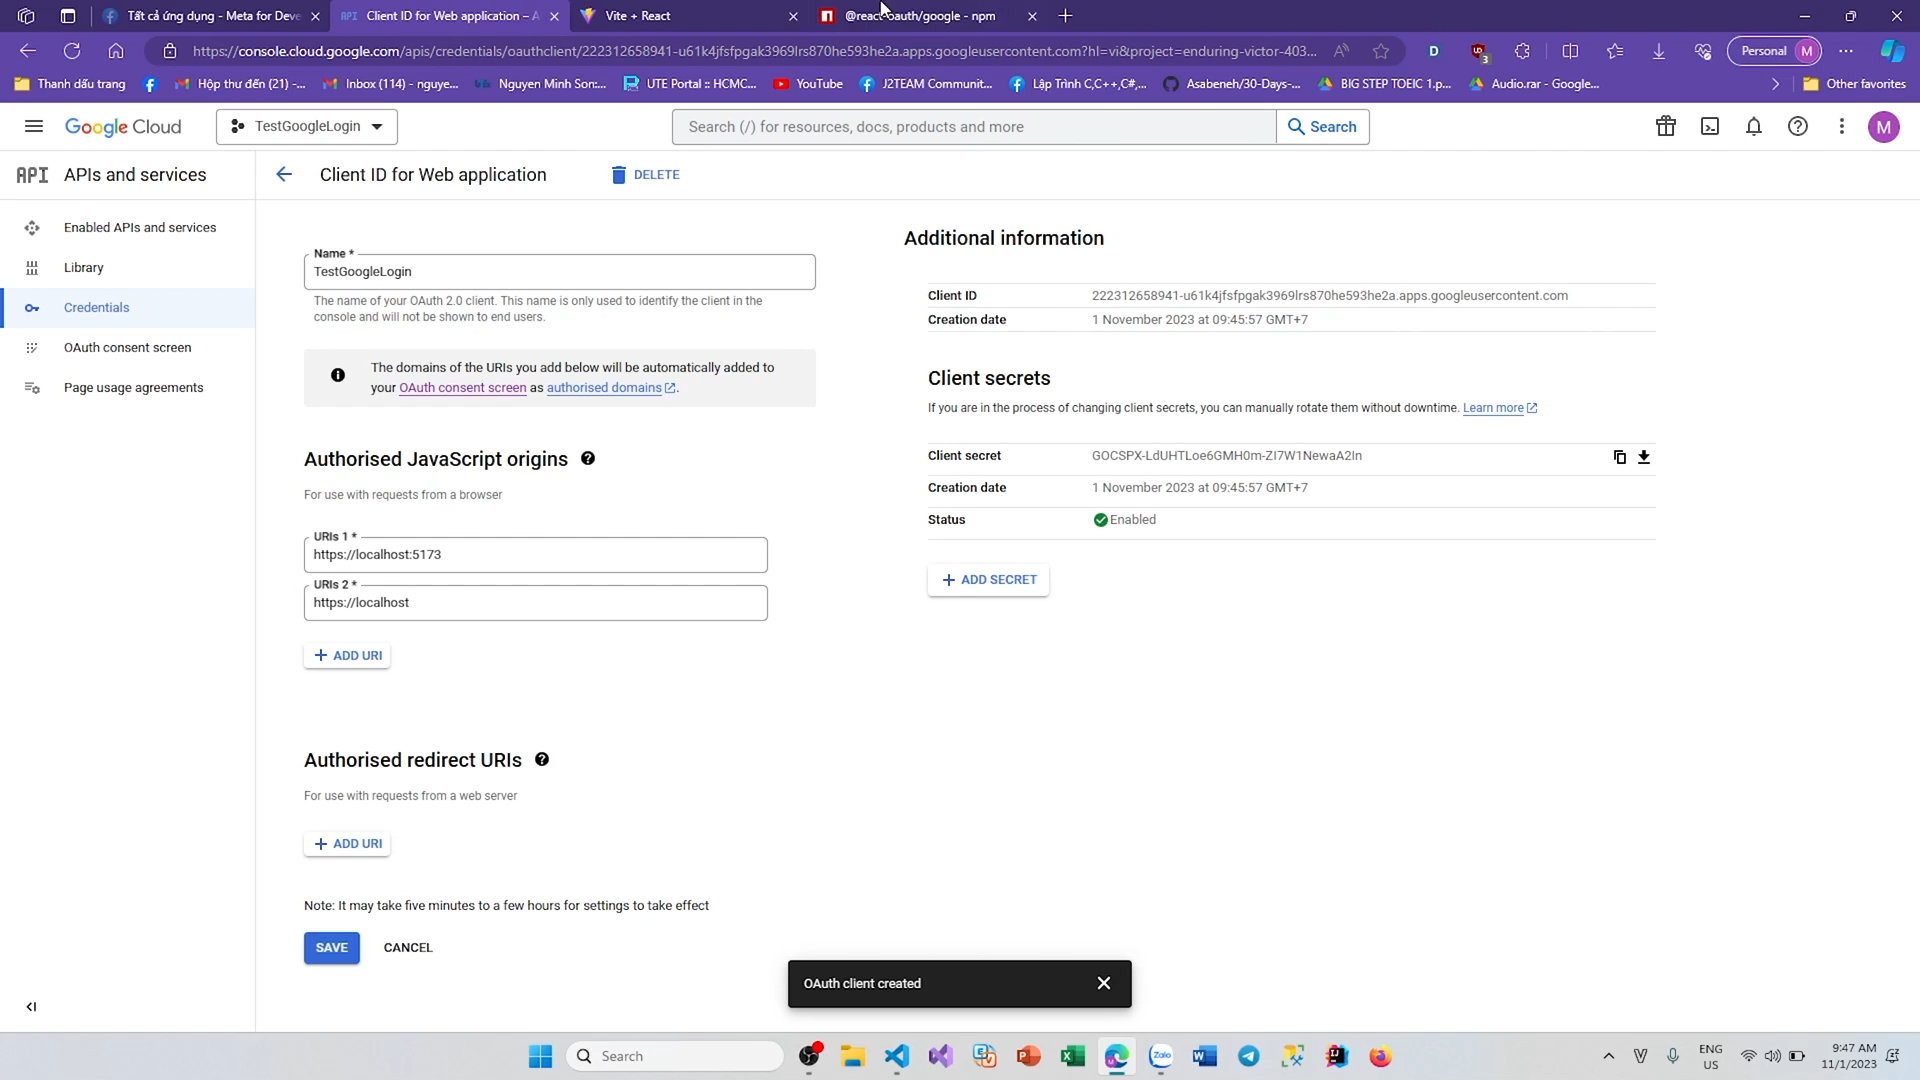 Tất cả ứng dụng - Meta for Deve
Client ID for Web application – A
Vite + React
@react-oauth/google - npm
https://console.cloud.google.com/apis/credentials/oauthclient/222312658941-u61k4jfsfpgak3969lrs870he593he2a.apps.googleusercontent.com?hl=vi&project=enduring-victor-403...
D
3
Personal
M
Thanh dấu trang
Hộp thư đến (21) -...
Inbox (114) - nguye...
Nguyen Minh Son:...
UTE Portal :: HCMC...
YouTube
J2TEAM Communit...
Lập Trình C,C++,C#,...
Asabeneh/30-Days-...
BIG STEP TOEIC 1.p...
Audio.rar - Google...
Other favorites
Google Cloud
TestGoogleLogin
Search (/) for resources, docs, products and more
Search
M
API APIs and services
Client ID for Web application
DELETE
Enabled APIs and services
Library
Credentials
OAuth consent screen
Page usage agreements
Name *
TestGoogleLogin
The name of your OAuth 2.0 client. This name is only used to identify the client in the
console and will not be shown to end users.
The domains of the URIs you add below will be automatically added to
your OAuth consent screen as authorised domains.
Authorised JavaScript origins
For use with requests from a browser
URIs 1 *
https://localhost:5173
URIs 2 *
https://localhost
ADD URI
Authorised redirect URIs
For use with requests from a web server
ADD URI
Note: It may take five minutes to a few hours for settings to take effect
SAVE
CANCEL
Additional information
Client ID
222312658941-u61k4jfsfpgak3969lrs870he593he2a.apps.googleusercontent.com
Creation date
1 November 2023 at 09:45:57 GMT+7
Client secrets
If you are in the process of changing client secrets, you can manually rotate them without downtime. Learn more
Client secret
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
Creation date
1 November 2023 at 09:45:57 GMT+7
Status
Enabled
ADD SECRET
OAuth client created
Search
Zalo
ENG
US
9:47 AM
11/1/2023